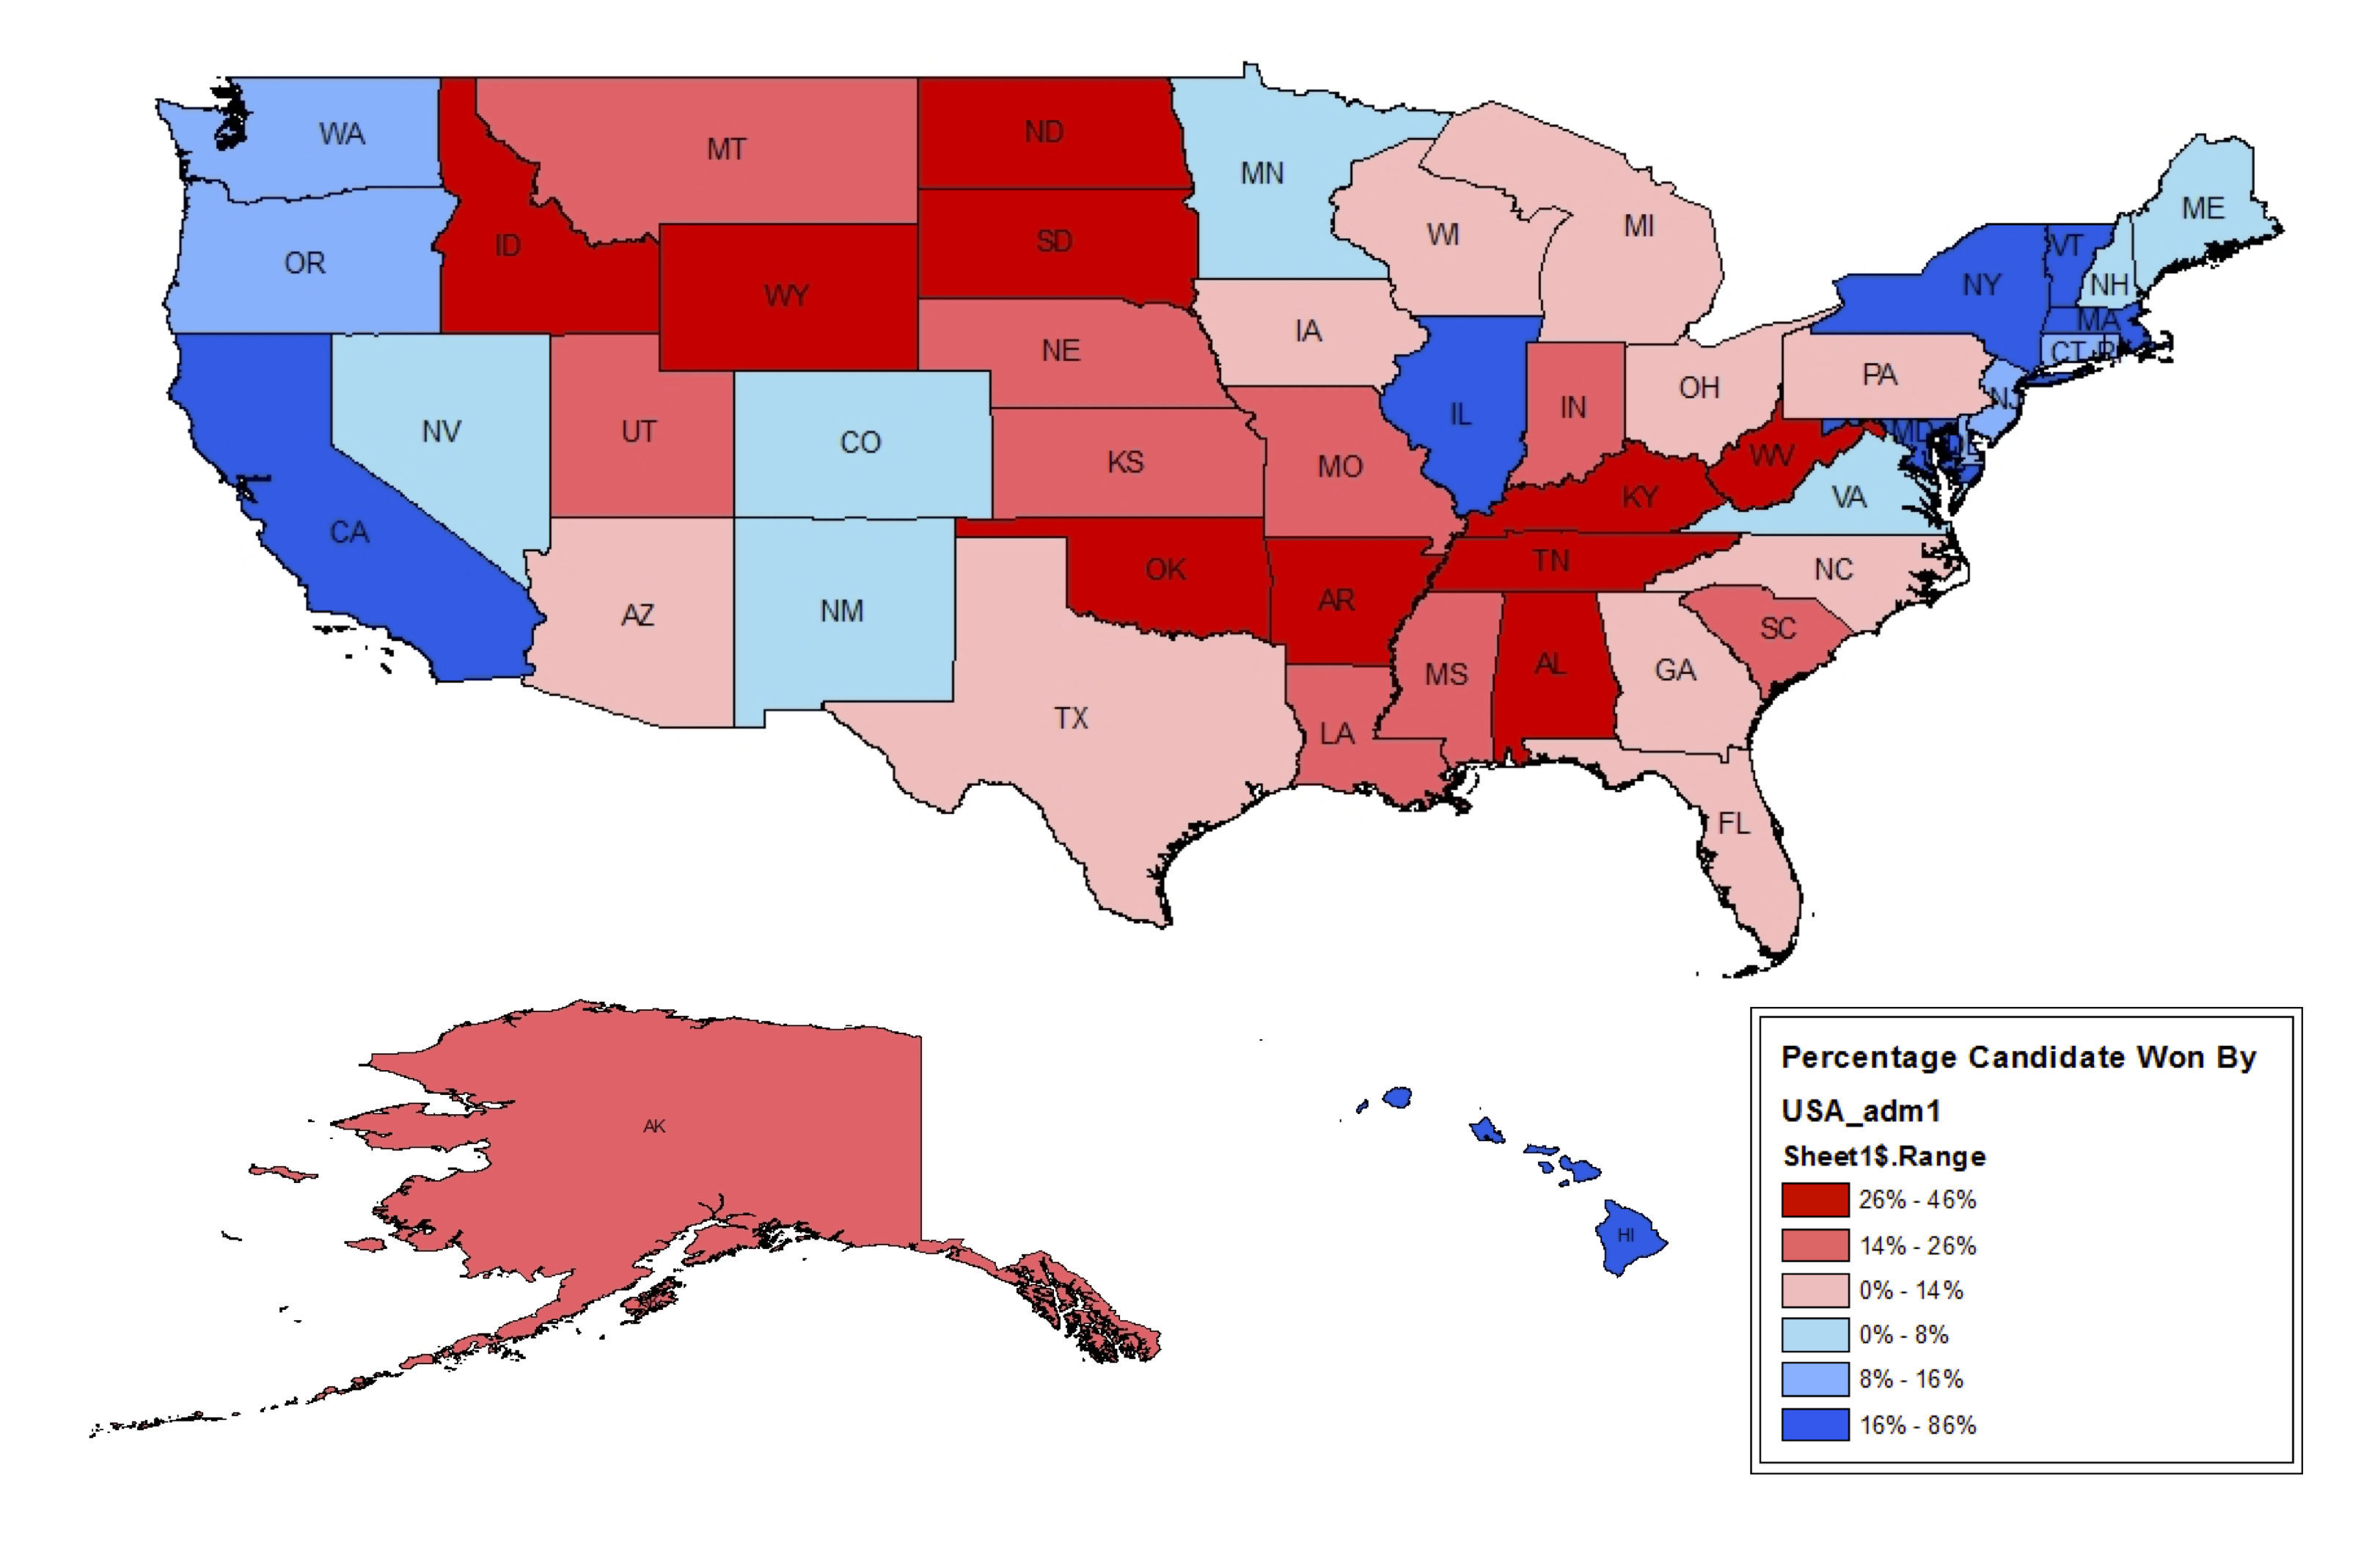 WA
MT
ND
MN
ME
OR
ID
SD
WI
MI
VT
NY
NH
WY
MA
NE
IA
CT
PA
OH
NJ
NV
UT
CO
IL
IN
MD
KS
MO
WV
CA
KY
VA
OK
TN
NC
AZ
NM
AR
SC
MS
AL
GA
TX
LA
FL
AK
HI
Percentage Candidate Won By
USA_adm1
Sheet1$.Range
26% - 46%
14% - 26%
0% - 14%
0% - 8%
8% - 16%
16% - 86%